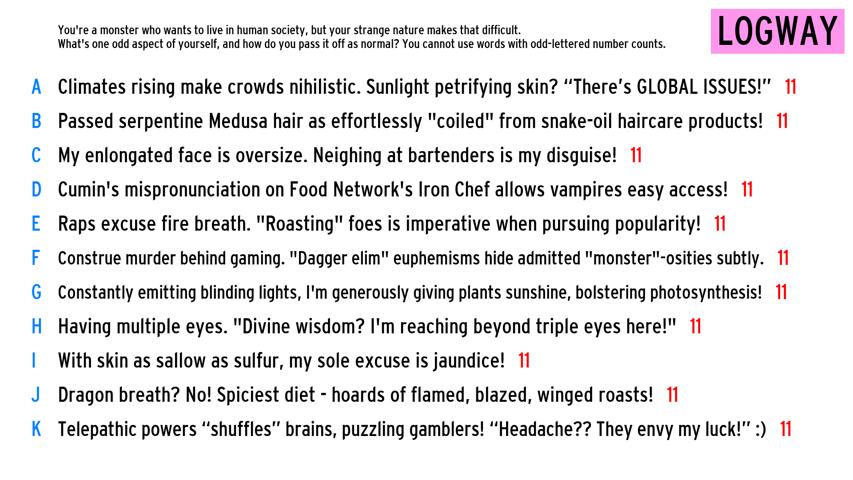 You're a monster who wants to live in human society, but your strange nature makes that difficult.
What's one odd aspect of yourself, and how do you pass it off as normal? You cannot use words with odd-lettered number counts.
LOGWAY
A Climates rising make crowds nihilistic. Sunlight petrifying skin? “There’s GLOBAL ISSUES!” 11
B Passed serpentine Medusa hair as effortlessly "coiled" from snake-oil haircare products! 11
C My enlongated face is oversize. Neighing at bartenders is my disguise! 11
D Cumin's mispronunciation on Food Network's Iron Chef allows vampires easy access! 11
E Raps excuse fire breath. "Roasting" foes is imperative when pursuing popularity! 11
F Construe murder behind gaming. "Dagger elim" euphemisms hide admitted "monster"-osities subtly. 11
G Constantly emitting blinding lights, I'm generously giving plants sunshine, bolstering photosynthesis! 11
H Having multiple eyes. "Divine wisdom? I'm reaching beyond triple eyes here!" 11
I With skin as sallow as sulfur, my sole excuse is jaundice! 11
J Dragon breath? No! Spiciest diet - hoards of flamed, blazed, winged roasts! 11
K Telepathic powers “shuffles” brains, puzzling gamblers! “Headache?? They envy my luck!” :) 11